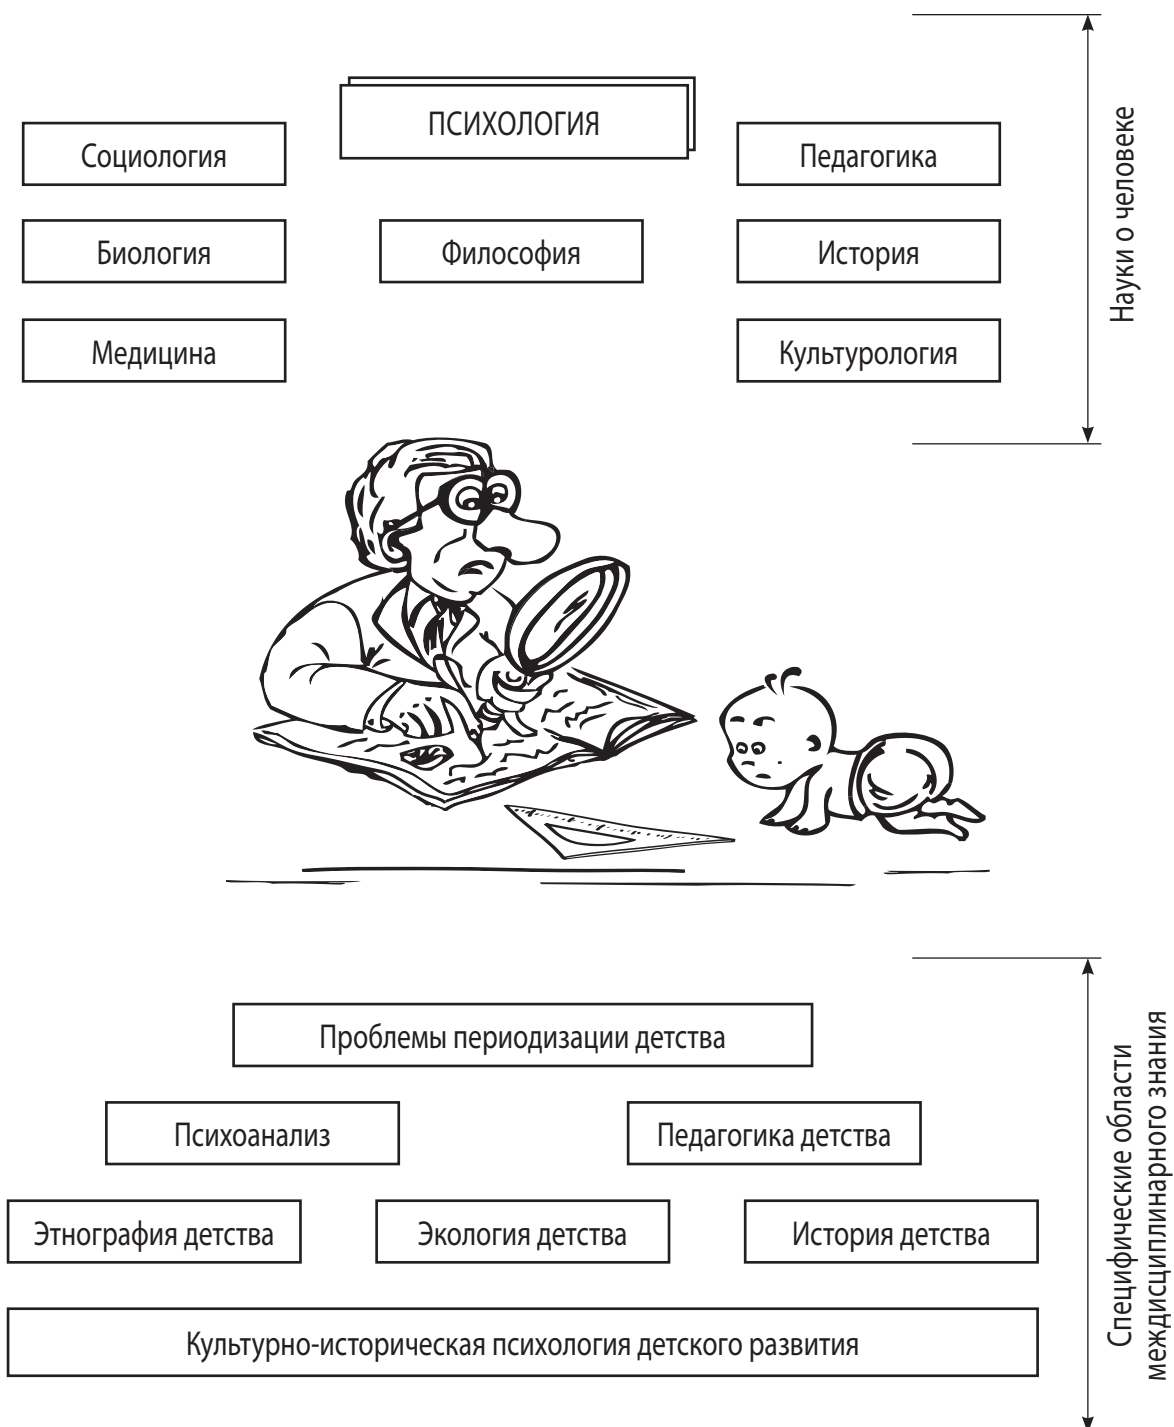 ПСИХОЛОГИЯ
Социология
Педагогика
Биология
Философия
История
Медицина
Культурология
Науки о человеке
Проблемы периодизации детства
Психоанализ
Педагогика детства
Этнография детства
Экология детства
История детства
Культурно-историческая психология детского развития
Специфические области
междисциплинарного знания